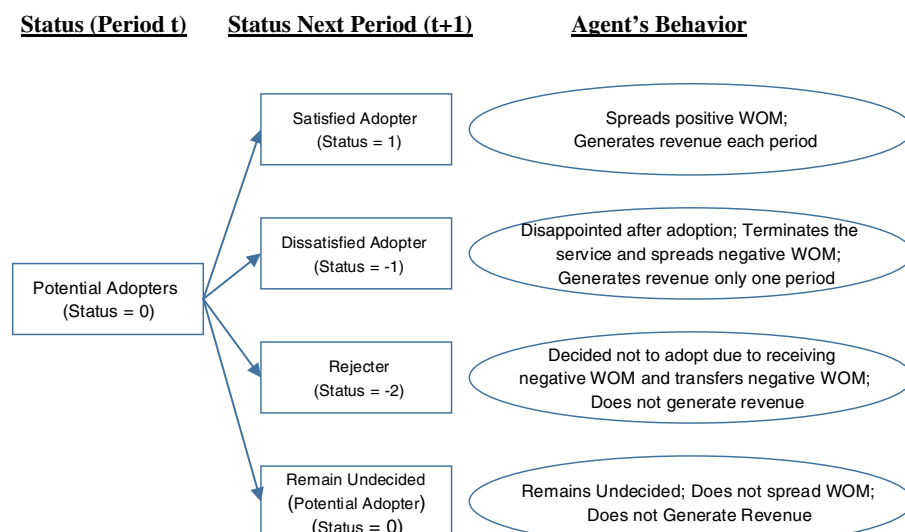 Status (Period t) Status Next Period (t+1) Agent's Behavior
Satisfied Adopter
(Status = 1)
Spreads positive WOM;
Generates revenue each period
Dissatisfied Adopter
(Status = -1)
Disappointed after adoption; Terminates the
service and spreads negative WOM;
Generates revenue only one period
Potential Adopters
(Status = 0)
Rejecter
(Status = -2)
Decided not to adopt due to receiving
negative WOM and transfers negative WOM;
Does not generate revenue
Remain Undecided
(Potential Adopter)
(Status = 0)
Remains Undecided; Does not spread WOM;
Does not Generate Revenue